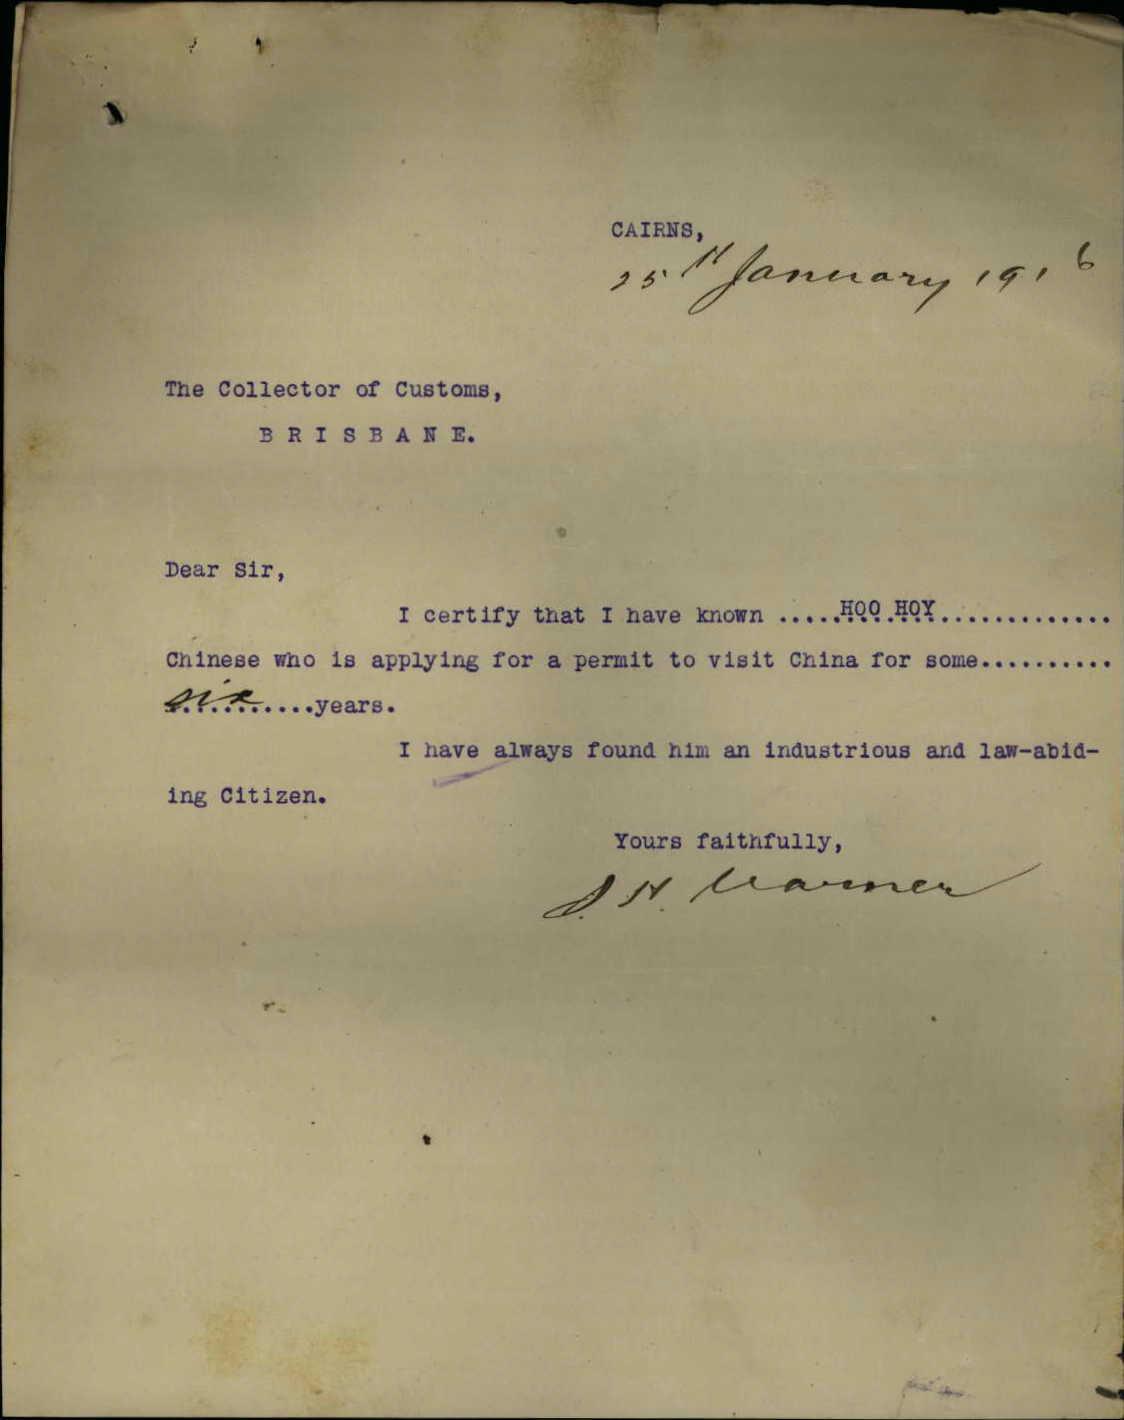 CAIRNS,
25th January 1916
The Collector of Customs,
B R I S B A N E.
Dear Sir,
I certify that I have known .....HOO HOY.............
Chinese who is applying for a permit to visit China for some..........
six..........years.
I have always found him an industrious and law-abid-
ing Citizen.
Yours faithfully,
H. Warner